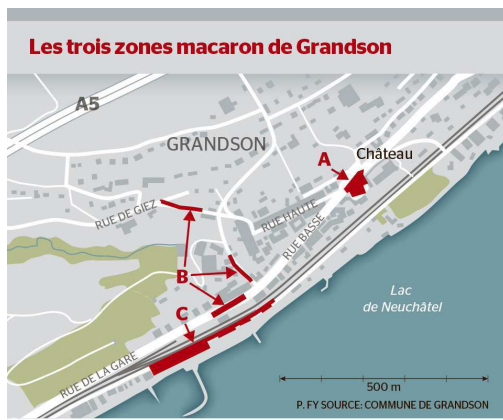 Les trois zones macaron de Grandson
A5
GRANDSON
A
Château
RUE DE GIEZ
RUE HAUTE
RUE BASSE
B
C
Lac
de Neuchâtel
RUE DE LA GARE
500 m
P. FY SOURCE: COMMUNE DE GRANDSON